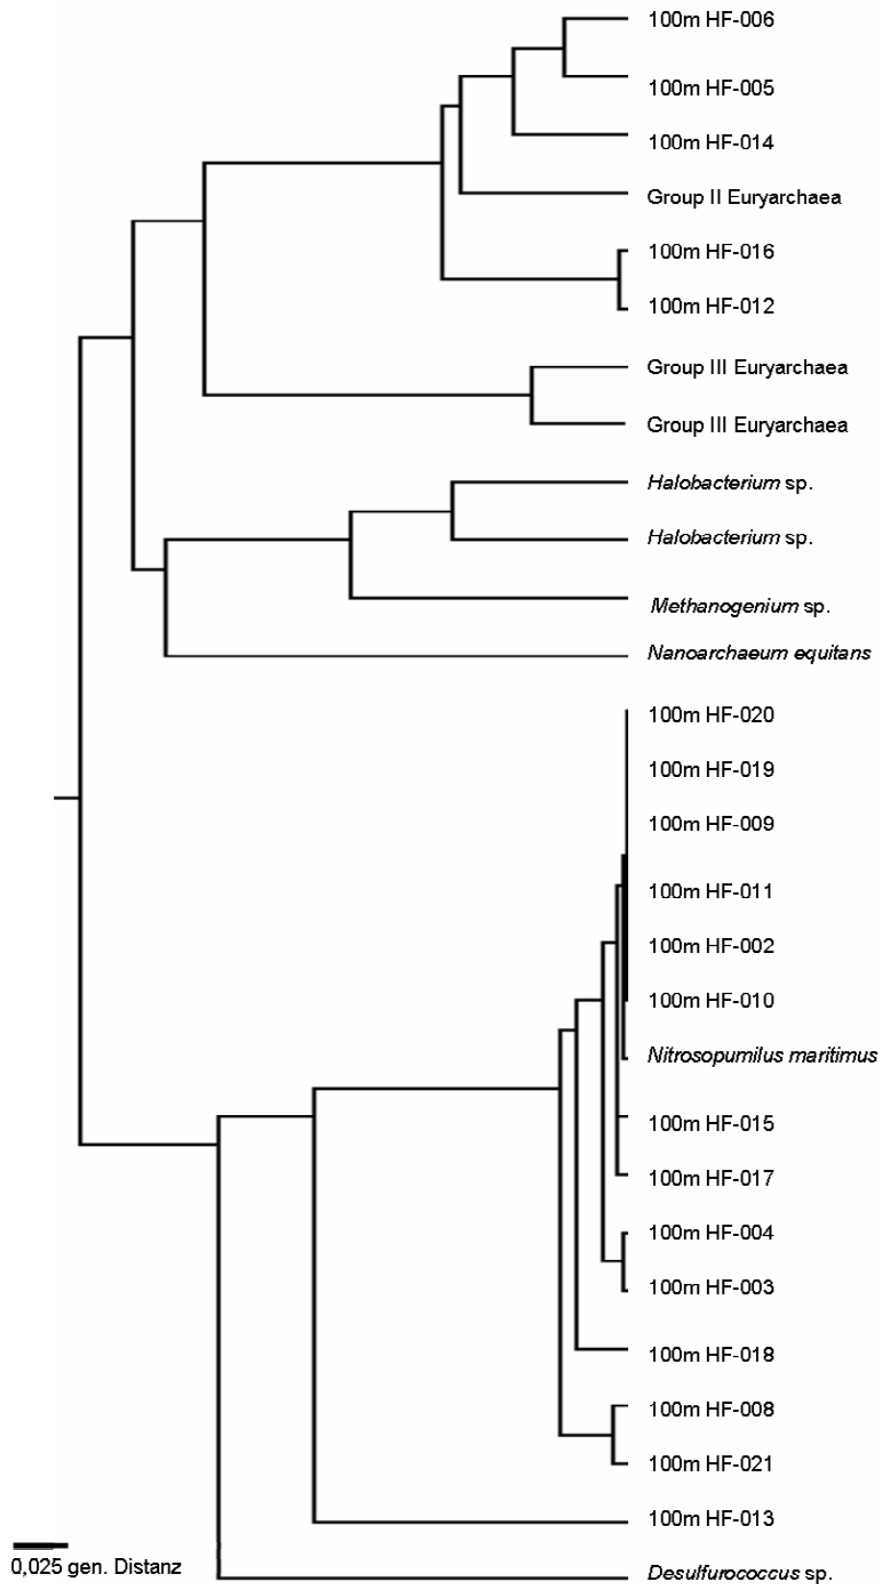 100m HF-006
100m HF-005
100m HF-014
Group II Euryarchaea
100m HF-016
100m HF-012
Group III Euryarchaea
Group III Euryarchaea
Halobacterium sp.
Halobacterium sp.
Methanogenium sp.
Nanoarchaeum equitans
100m HF-020
100m HF-019
100m HF-009
100m HF-011
100m HF-002
100m HF-010
Nitrosopumilus maritimus
100m HF-015
100m HF-017
100m HF-004
100m HF-003
100m HF-018
100m HF-008
100m HF-021
100m HF-013
0,025 gen. Distanz
Desulfurococcus sp.